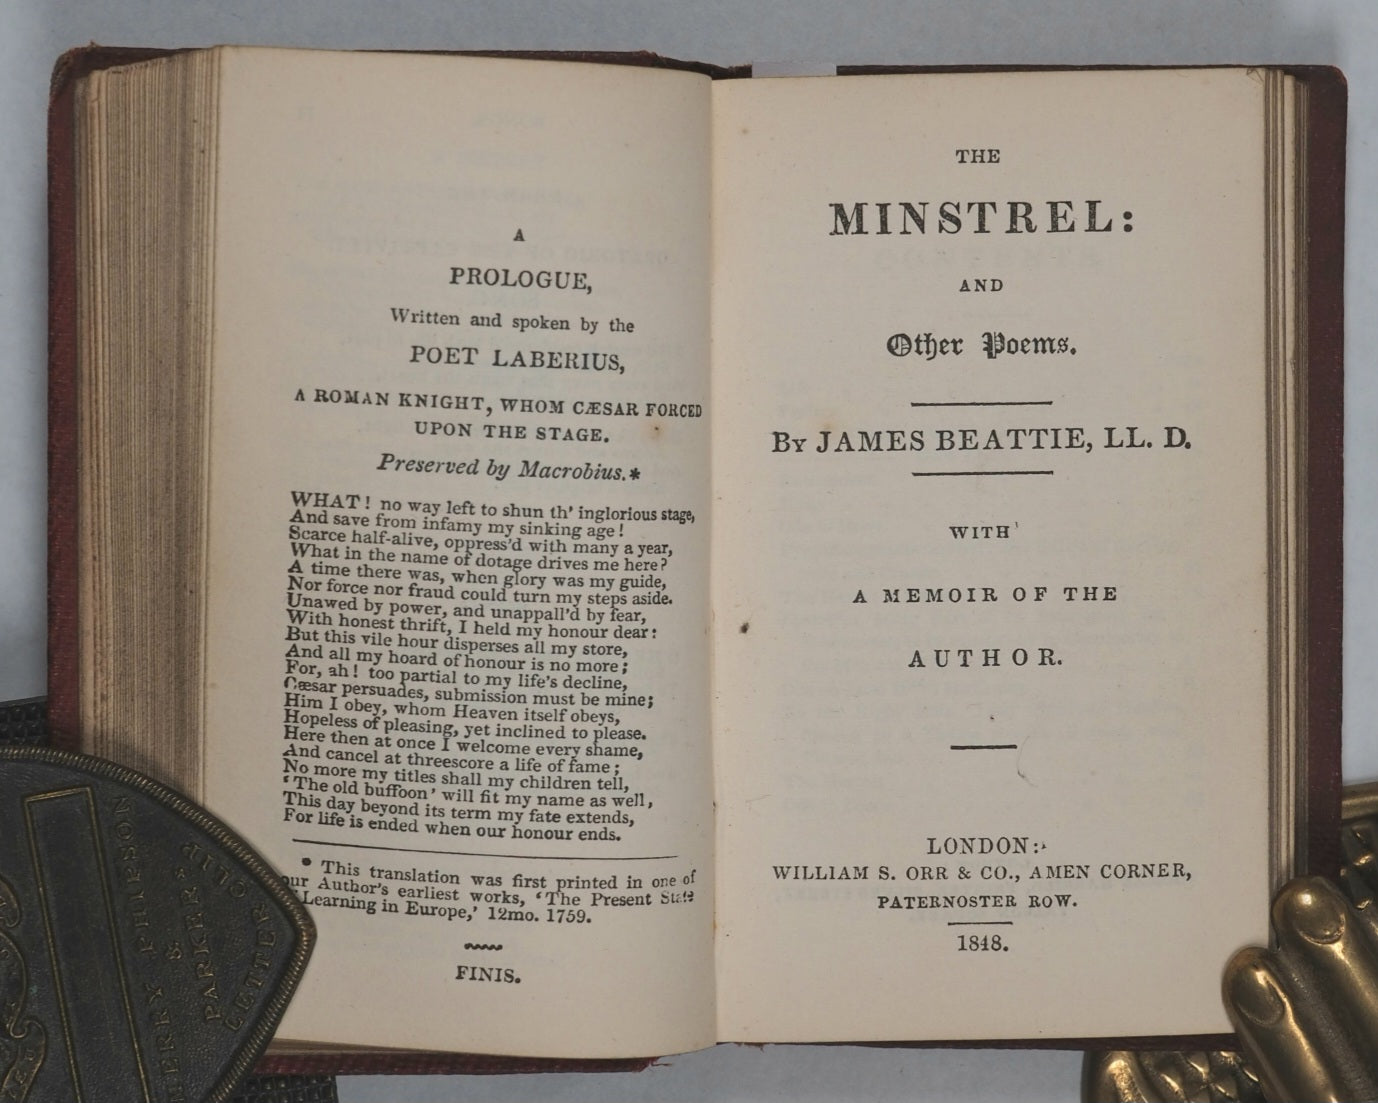 A
PROLOGUE,
Written and spoken by the
POET LABERIUS,
A ROMAN KNIGHT, WHOM CÆSAR FORCED
UPON THE STAGE.
Preserved by Macrobius.*
WHAT! no way left to shun th' inglorious stage,
And save from infamy my sinking age!
Scarce half-alive, oppress'd with many a year,
What in the name of dotage drives me here?
A time there was, when glory was my guide,
Nor force nor fraud could turn my steps aside.
Unawed by power, and unappall'd by fear,
With honest thrift, I held my honour dear:
But this vile hour disperses all my store,
And all my hoard of honour is no more;
For, ah! too partial to my life's decline,
Cæsar persuades, submission must be mine;
Him I obey, whom Heaven itself obeys,
Hopeless of pleasing, yet inclined to please.
Here then at once I welcome every shame,
And cancel at threescore a life of fame;
No more my titles shall my children tell,
'The old buffoon' will fit my name as well,
This day beyond its term my fate extends,
For life is ended when our honour ends.
* This translation was first printed in one of
our Author's earliest works, 'The Present State
Learning in Europe,' 12mo. 1759.
FINIS.
THE
MINSTREL:
AND
Other Poems.
By JAMES BEATTIE, LL. D.
WITH
A MEMOIR OF THE
AUTHOR.
LONDON:
WILLIAM S. ORR & CO., AMEN CORNER,
PATERNOSTER ROW.
1848.
MERRY PHIPSON
&
PARKER'S
LETTER CLIP